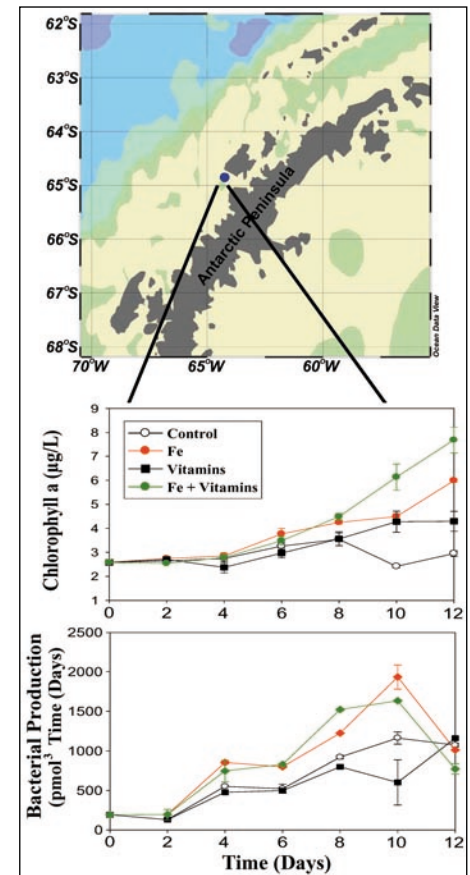 62°S
63°S
64°S
65°S
66°S
67°S
68°S
Antarctic Peninsula
Ocean Data View
70°W
65°W
60°W
Chlorophyll a (µg/L)
9
8
7
6
5
4
3
2
1
Control
Fe
Vitamins
Fe + Vitamins
0 2 4 6 8 10 12
Bacterial Production
(pmol³ Time (Days)
2500
2000
1500
1000
500
0
0 2 4 6 8 10 12
Time (Days)